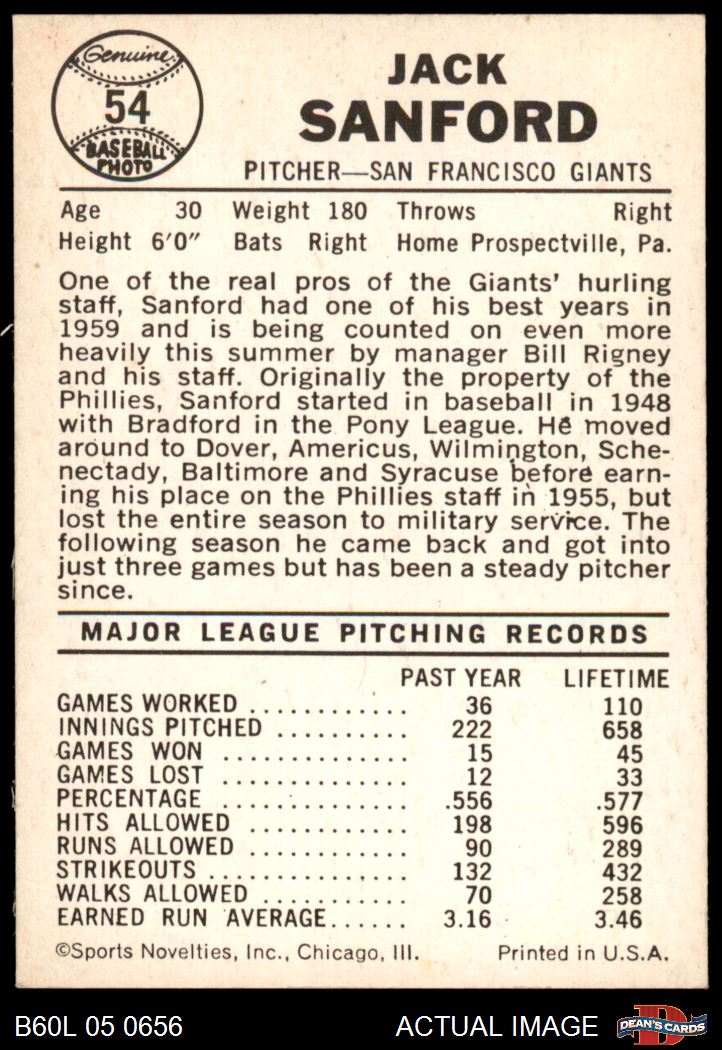 Genuine
54
BASEBALL
PHOTO
JACK
SANFORD
PITCHER—SAN FRANCISCO GIANTS
Age 30 Weight 180 Throws Right
Height 6'0" Bats Right Home Prospectville, Pa.
One of the real pros of the Giants' hurling
staff, Sanford had one of his best years in
1959 and is being counted on even more
heavily this summer by manager Bill Rigney
and his staff. Originally the property of the
Phillies, Sanford started in baseball in 1948
with Bradford in the Pony League. He moved
around to Dover, Americus, Wilmington, Sche-
nectady, Baltimore and Syracuse before earn-
ing his place on the Phillies staff in 1955, but
lost the entire season to military service. The
following season he came back and got into
just three games but has been a steady pitcher
since.
MAJOR LEAGUE PITCHING RECORDS
PAST YEAR LIFETIME
GAMES WORKED ............ 36 110
INNINGS PITCHED .......... 222 658
GAMES WON .............. 15 45
GAMES LOST .............. 12 33
PERCENTAGE .............. .556 .577
HITS ALLOWED ............ 198 596
RUNS ALLOWED ............ 90 289
STRIKEOUTS ............... 132 432
WALKS ALLOWED ........... 70 258
EARNED RUN AVERAGE...... 3.16 3.46
©Sports Novelties, Inc., Chicago, Ill. Printed in U.S.A.
B60L 05 0656 ACTUAL IMAGE D DEAN'S CARDS